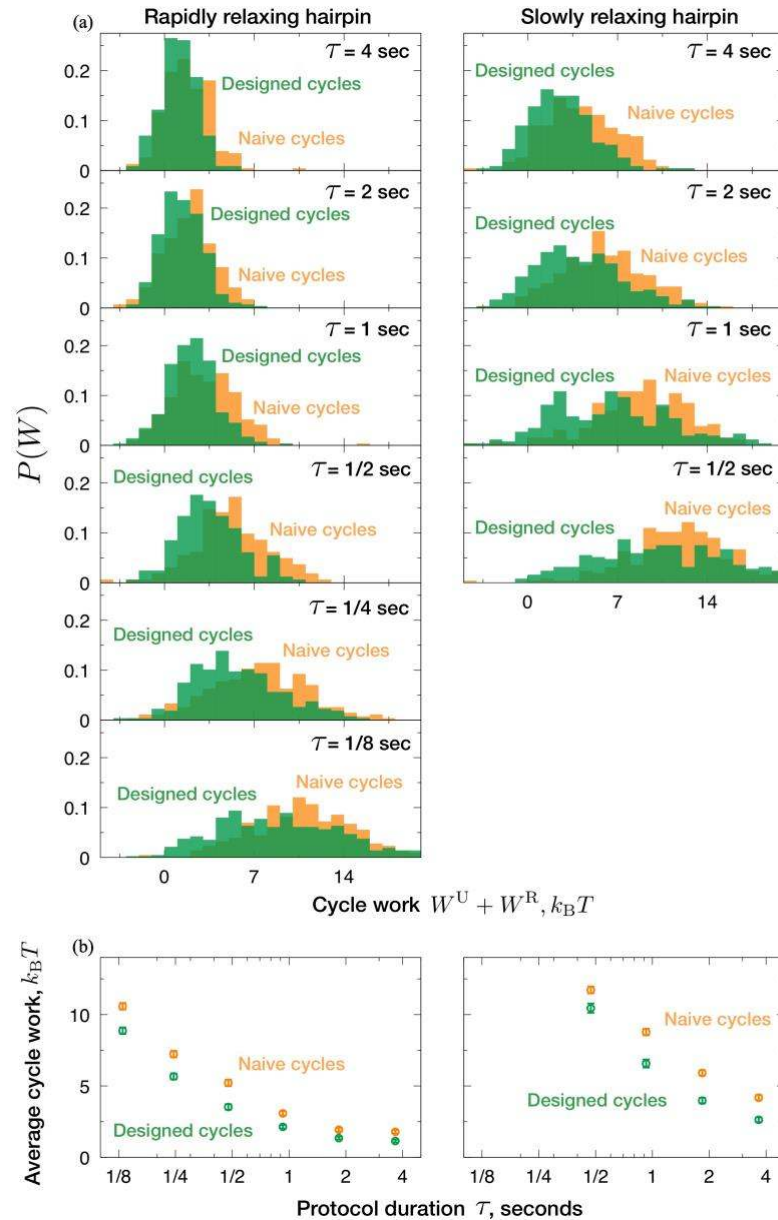 Rapidly relaxing hairpin
Slowly relaxing hairpin
(a)
τ = 4 sec
0.2
Designed cycles
0.1
Naive cycles
0
τ = 4 sec
Designed cycles
Naive cycles
τ = 2 sec
0.2
Designed cycles
0.1
Naive cycles
0
τ = 2 sec
Designed cycles
Naive cycles
τ = 1 sec
0.2
Designed cycles
0.1
Naive cycles
0
τ = 1 sec
Designed cycles
Naive cycles
P(W)
τ = 1/2 sec
Designed cycles
0.2
0.1
Naive cycles
0
τ = 1/2 sec
Naive cycles
Designed cycles
0 7 14
τ = 1/4 sec
0.2
Designed cycles
Naive cycles
0.1
0
τ = 1/8 sec
0.2
Naive cycles
Designed cycles
0.1
0
0 7 14
Cycle work W^U + W^R, k_BT
(b)
Average cycle work, k_BT
10
5
0
Naive cycles
Designed cycles
1/8 1/4 1/2 1 2 4
Naive cycles
Designed cycles
1/8 1/4 1/2 1 2 4
Protocol duration τ, seconds